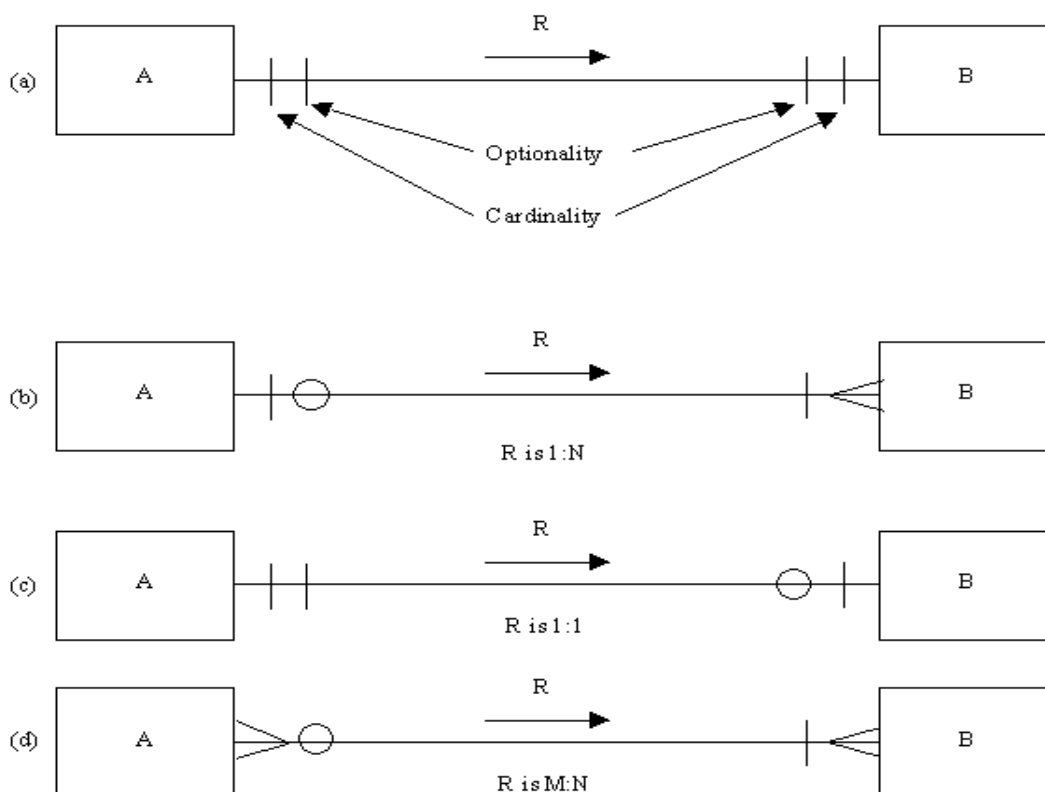 R
(a) A B
Optionality
Cardinality
R
(b) A B
R is 1:N
R
(c) A B
R is 1:1
R
(d) A B
R is M:N